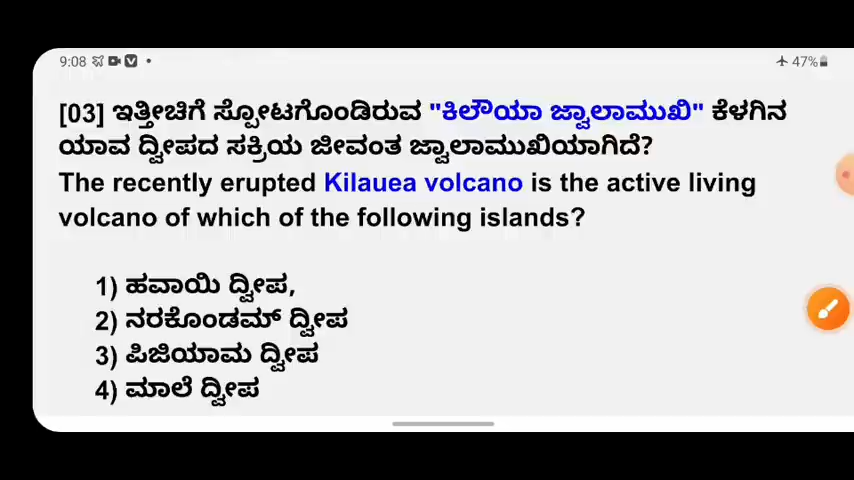 9:08
47%
[03] ಇತ್ತೀಚಿಗೆ ಸ್ಪೋಟಗೊಂಡಿರುವ "ಕಿಲೌಯಾ ಜ್ವಾಲಾಮುಖಿ" ಕೆಳಗಿನ
ಯಾವ ದ್ವೀಪದ ಸಕ್ರಿಯ ಜೀವಂತ ಜ್ವಾಲಾಮುಖಿಯಾಗಿದೆ?
The recently erupted Kilauea volcano is the active living
volcano of which of the following islands?
1) ಹವಾಯಿ ದ್ವೀಪ,
2) ನರಕೊಂಡಮ್ ದ್ವೀಪ
3) ಪಿಜಿಯಾಮ ದ್ವೀಪ
4) ಮಾಲೆ ದ್ವೀಪ